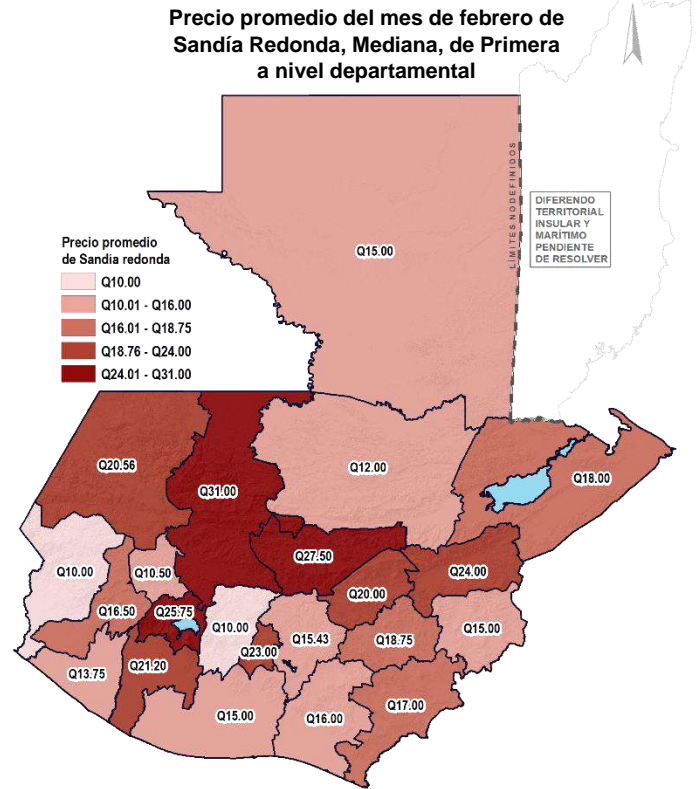 Precio promedio del mes de febrero de
Sandía Redonda, Mediana, de Primera
a nivel departamental
LÍMITES NO DEFINIDOS
DIFERENDO
TERRITORIAL
INSULAR Y
MARÍTIMO
PENDIENTE
DE RESOLVER
Precio promedio
de Sandia redonda
Q10.00
Q10.01 - Q16.00
Q16.01 - Q18.75
Q18.76 - Q24.00
Q24.01 - Q31.00
Q15.00
Q20.56
Q31.00
Q12.00
Q18.00
Q27.50
Q10.00
Q10.50
Q24.00
Q20.00
Q16.50
Q25.75
Q10.00
Q15.43
Q18.75
Q15.00
Q23.00
Q13.75
Q21.20
Q17.00
Q15.00
Q16.00